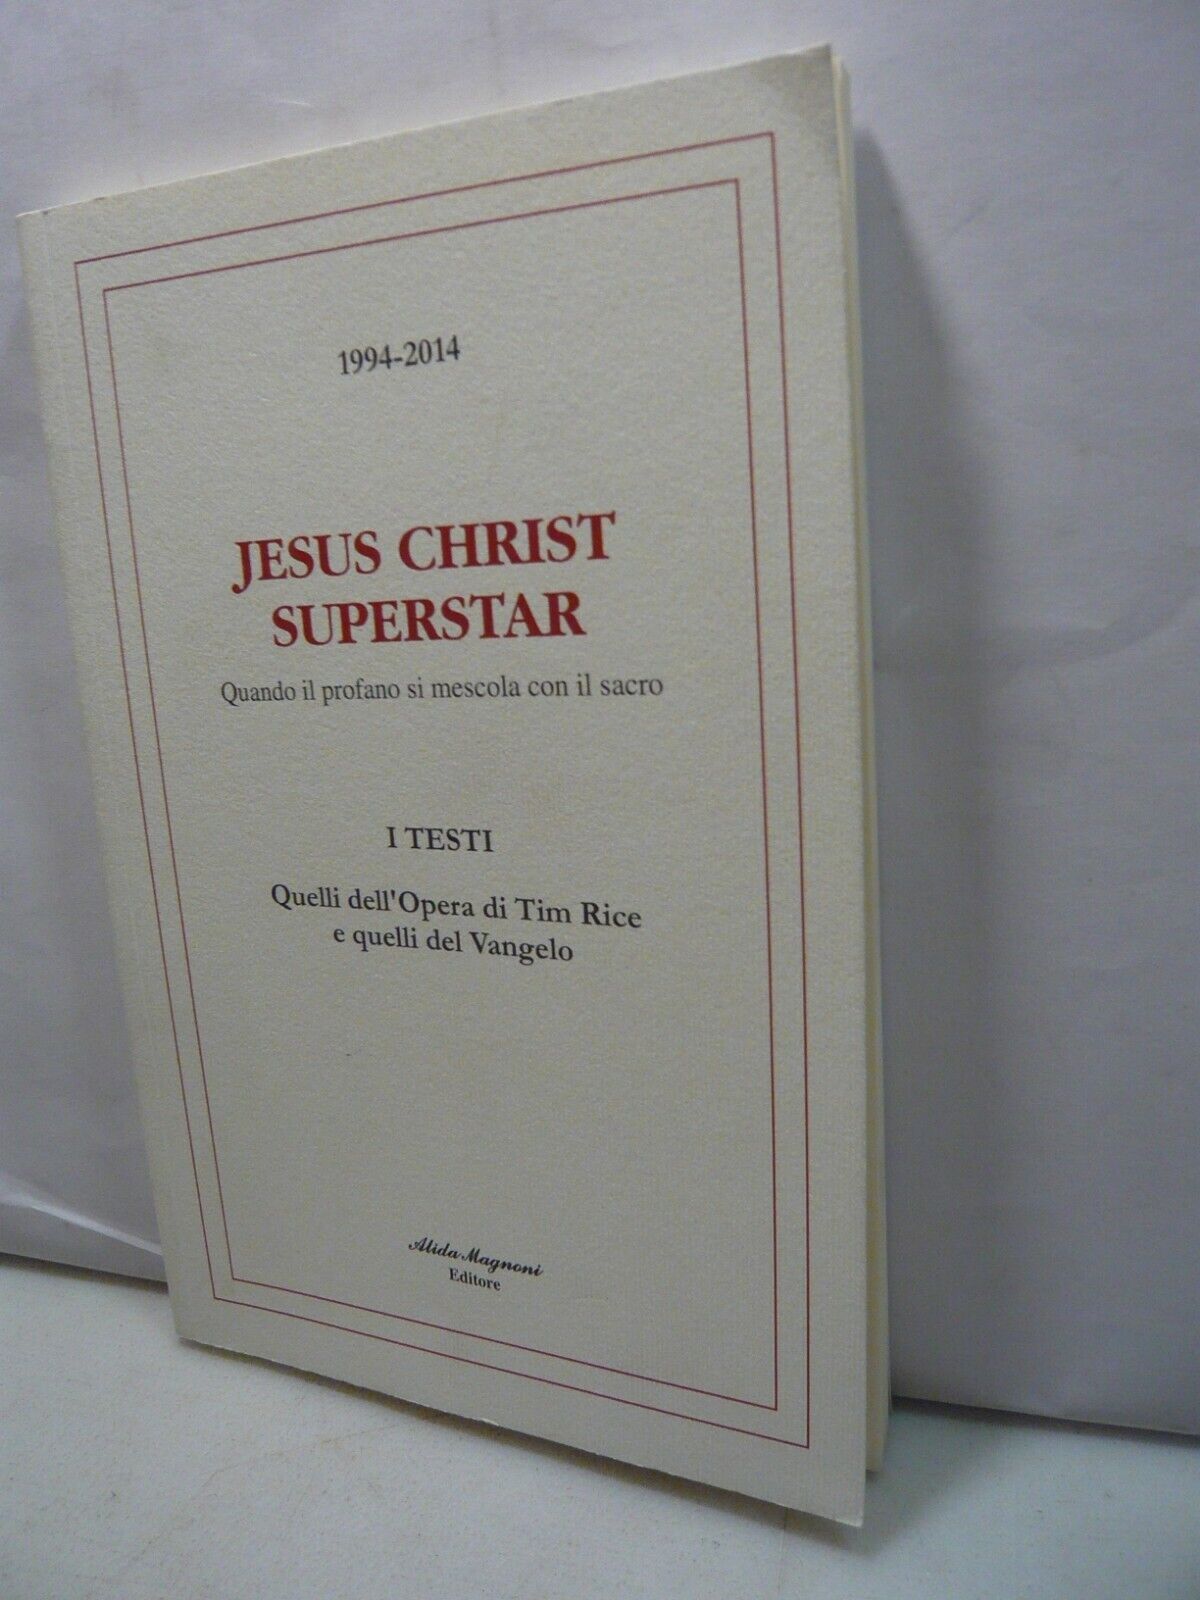 1994-2014
JESUS CHRIST
SUPERSTAR
Quando il profano si mescola con il sacro
I TESTI
Quelli dell'Opera di Tim Rice
e quelli del Vangelo
Alida Magnoni
Editore